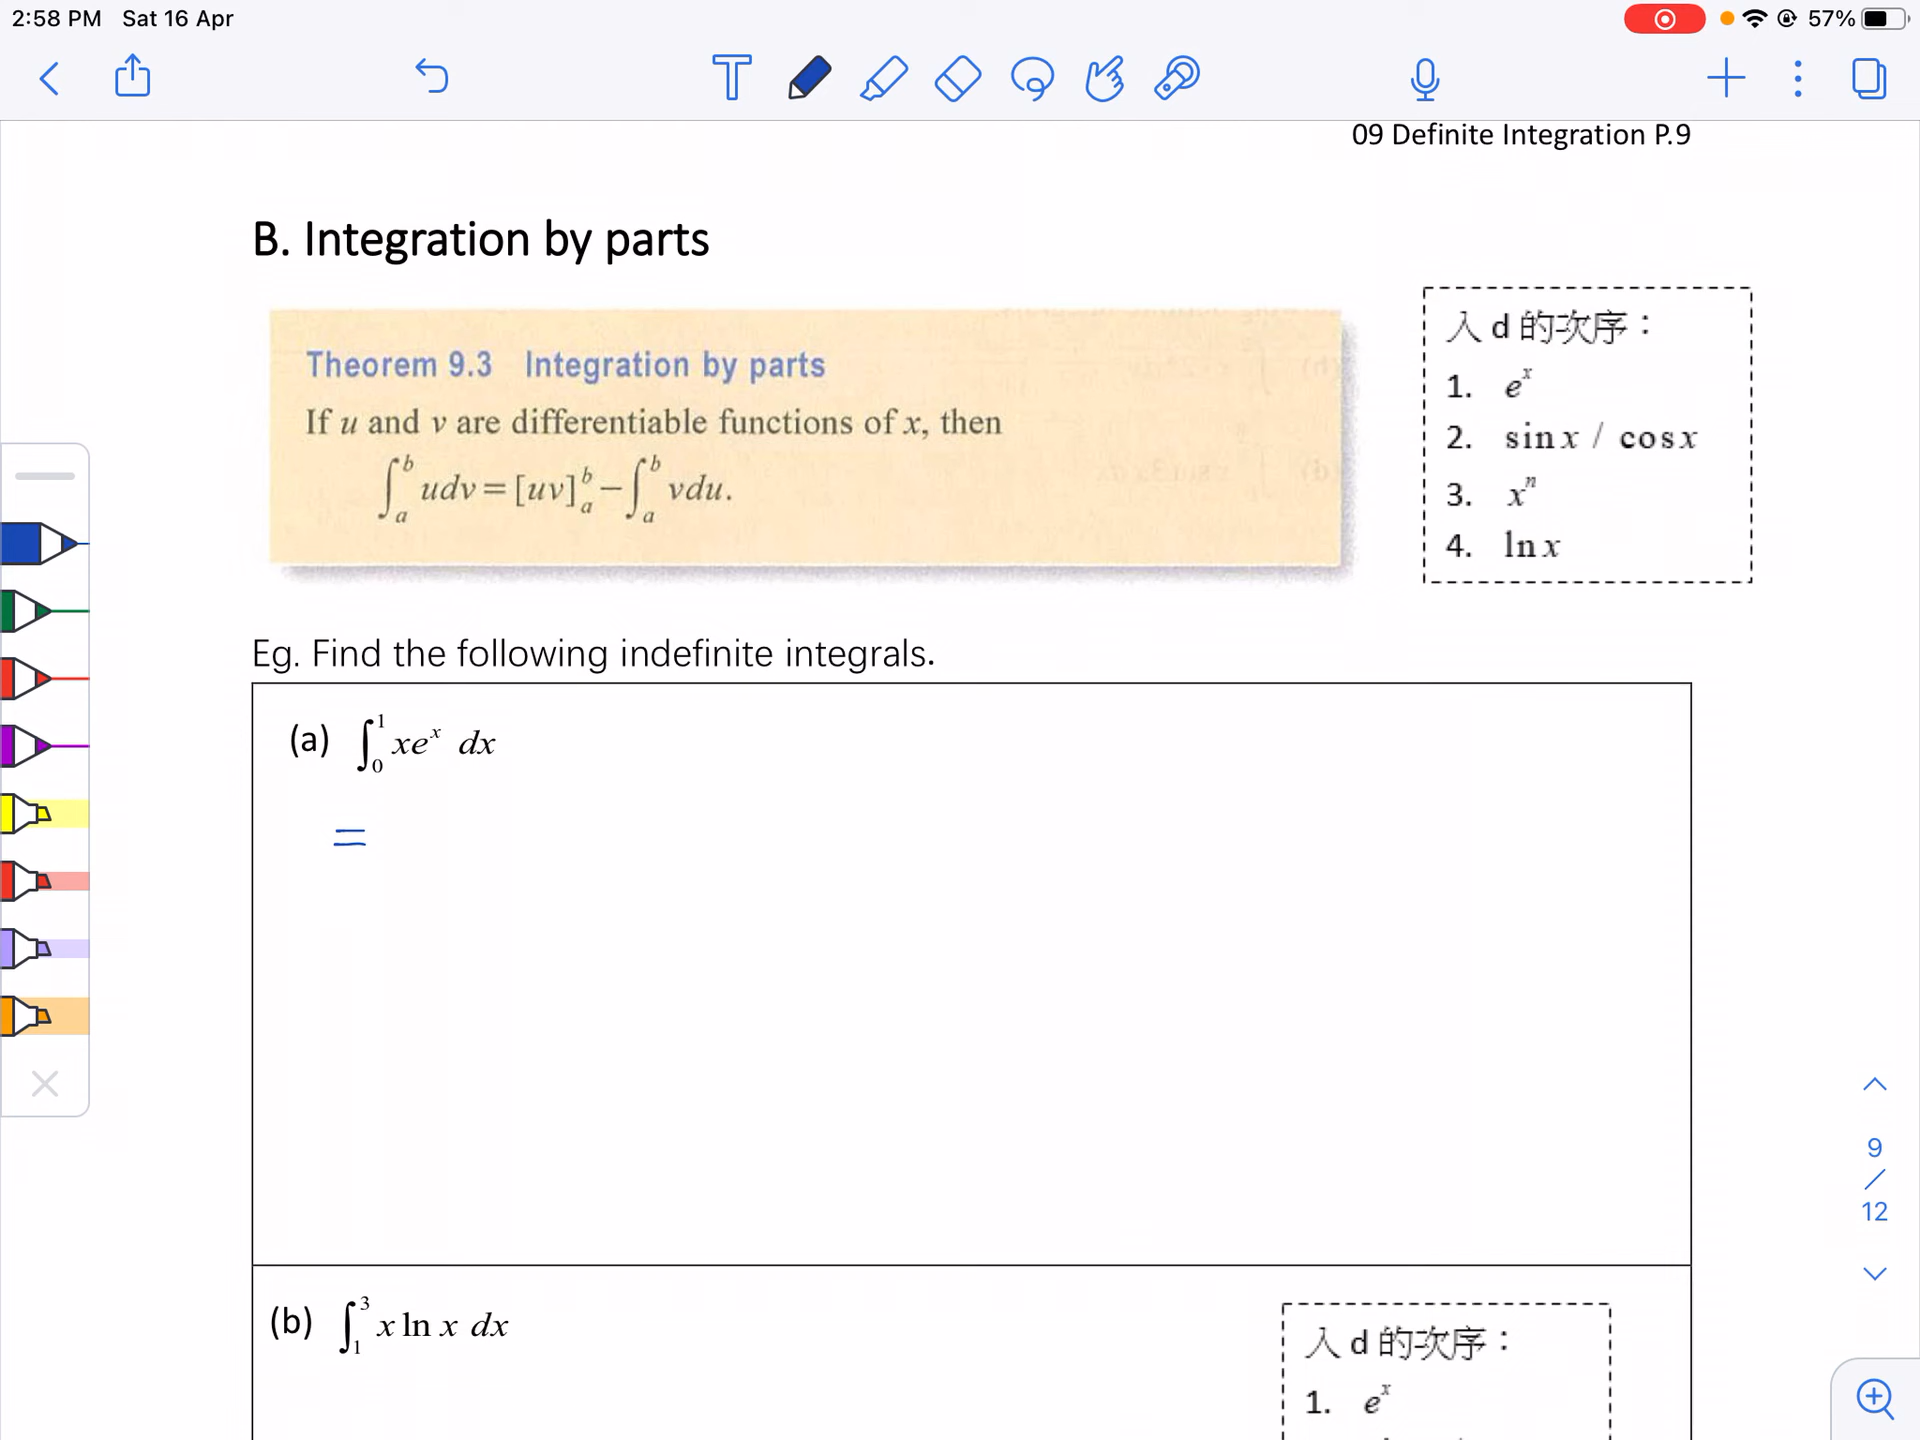 2:58 PM Sat 16 Apr
57%
09 Definite Integration P.9
B. Integration by parts
Theorem 9.3 Integration by parts
If u and v are differentiable functions of x, then
∫_a^b udv = [uv]_a^b − ∫_a^b vdu.
入 d 的次序：
1. e^x
2. sin x / cos x
3. x^n
4. ln x
Eg. Find the following indefinite integrals.
(a) ∫_0^1 xe^x dx
=
(b) ∫_1^3 x ln x dx
入 d 的次序：
1. e^x
9
/
12